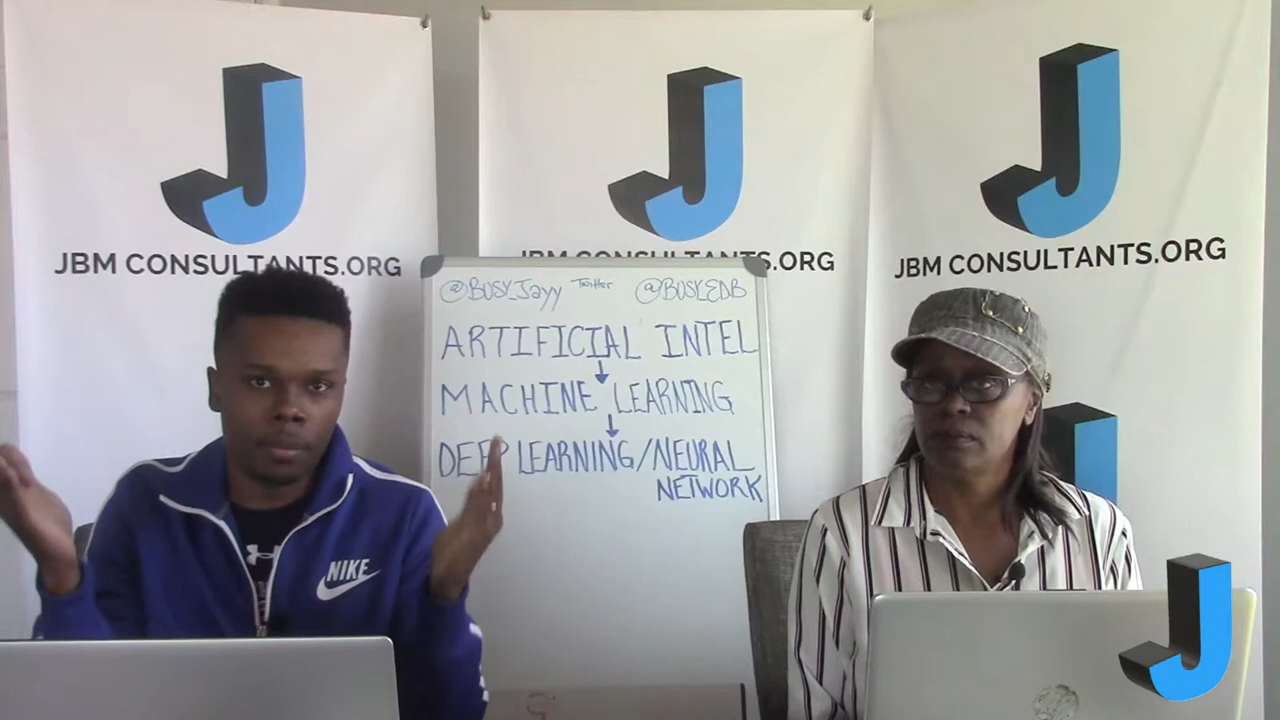 JBM CONSULTANTS.ORG
JBM CONSULTANTS.ORG
JBM CONSULTANTS.ORG
@BUSY_Jayy Twitter @BUSY_EDB
ARTIFICIAL INTEL
MACHINE LEARNING
DEEP LEARNING/NEURAL
NETWORK
NIKE